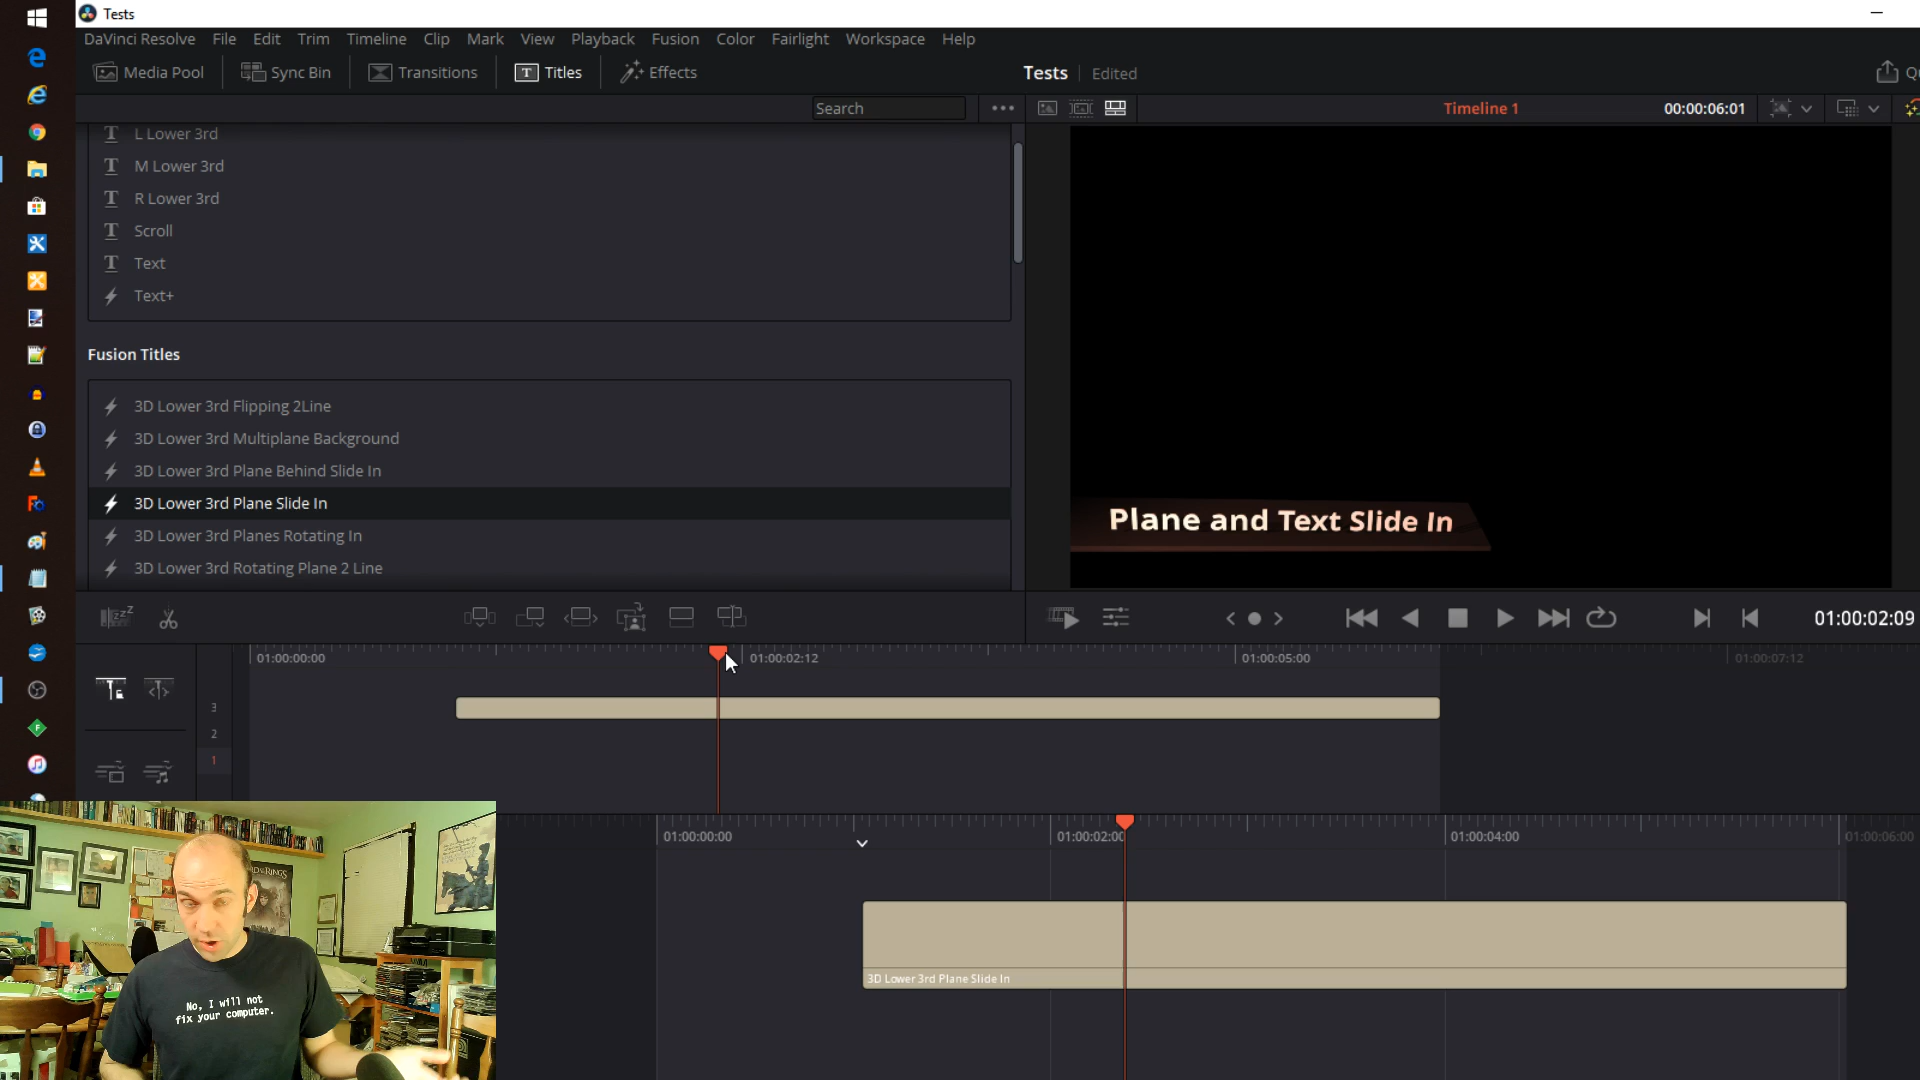 Tests
DaVinci Resolve File Edit Trim Timeline Clip Mark View Playback Fusion Color Fairlight Workspace Help
Media Pool Sync Bin Transitions T Titles Effects
Tests Edited
Search
Timeline 1 00:00:06:01
T L Lower 3rd
T M Lower 3rd
T R Lower 3rd
T Scroll
T Text
Text+
Fusion Titles
3D Lower 3rd Flipping 2Line
3D Lower 3rd Multiplane Background
3D Lower 3rd Plane Behind Slide In
3D Lower 3rd Plane Slide In
3D Lower 3rd Planes Rotating In
3D Lower 3rd Rotating Plane 2 Line
Plane and Text Slide In
01:00:02:09
01:00:00:00 01:00:02:12 01:00:05:00 01:00:07:12
3
2
1
01:00:00:00 01:00:02:00 01:00:04:00 01:00:06:00
3D Lower 3rd Plane Slide In
No, I will not
fix your computer.